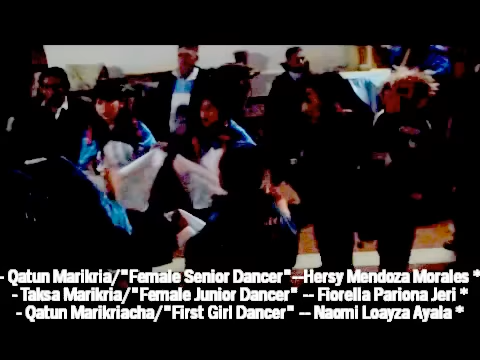 - Qatun Marikria/"Female Senior Dancer"--Hersy Mendoza Morales *
- Taksa Marikria/"Female Junior Dancer" -- Fiorella Pariona Jeri *
- Qatun Marikriacha/"First Girl Dancer" -- Naomi Loayza Ayala *